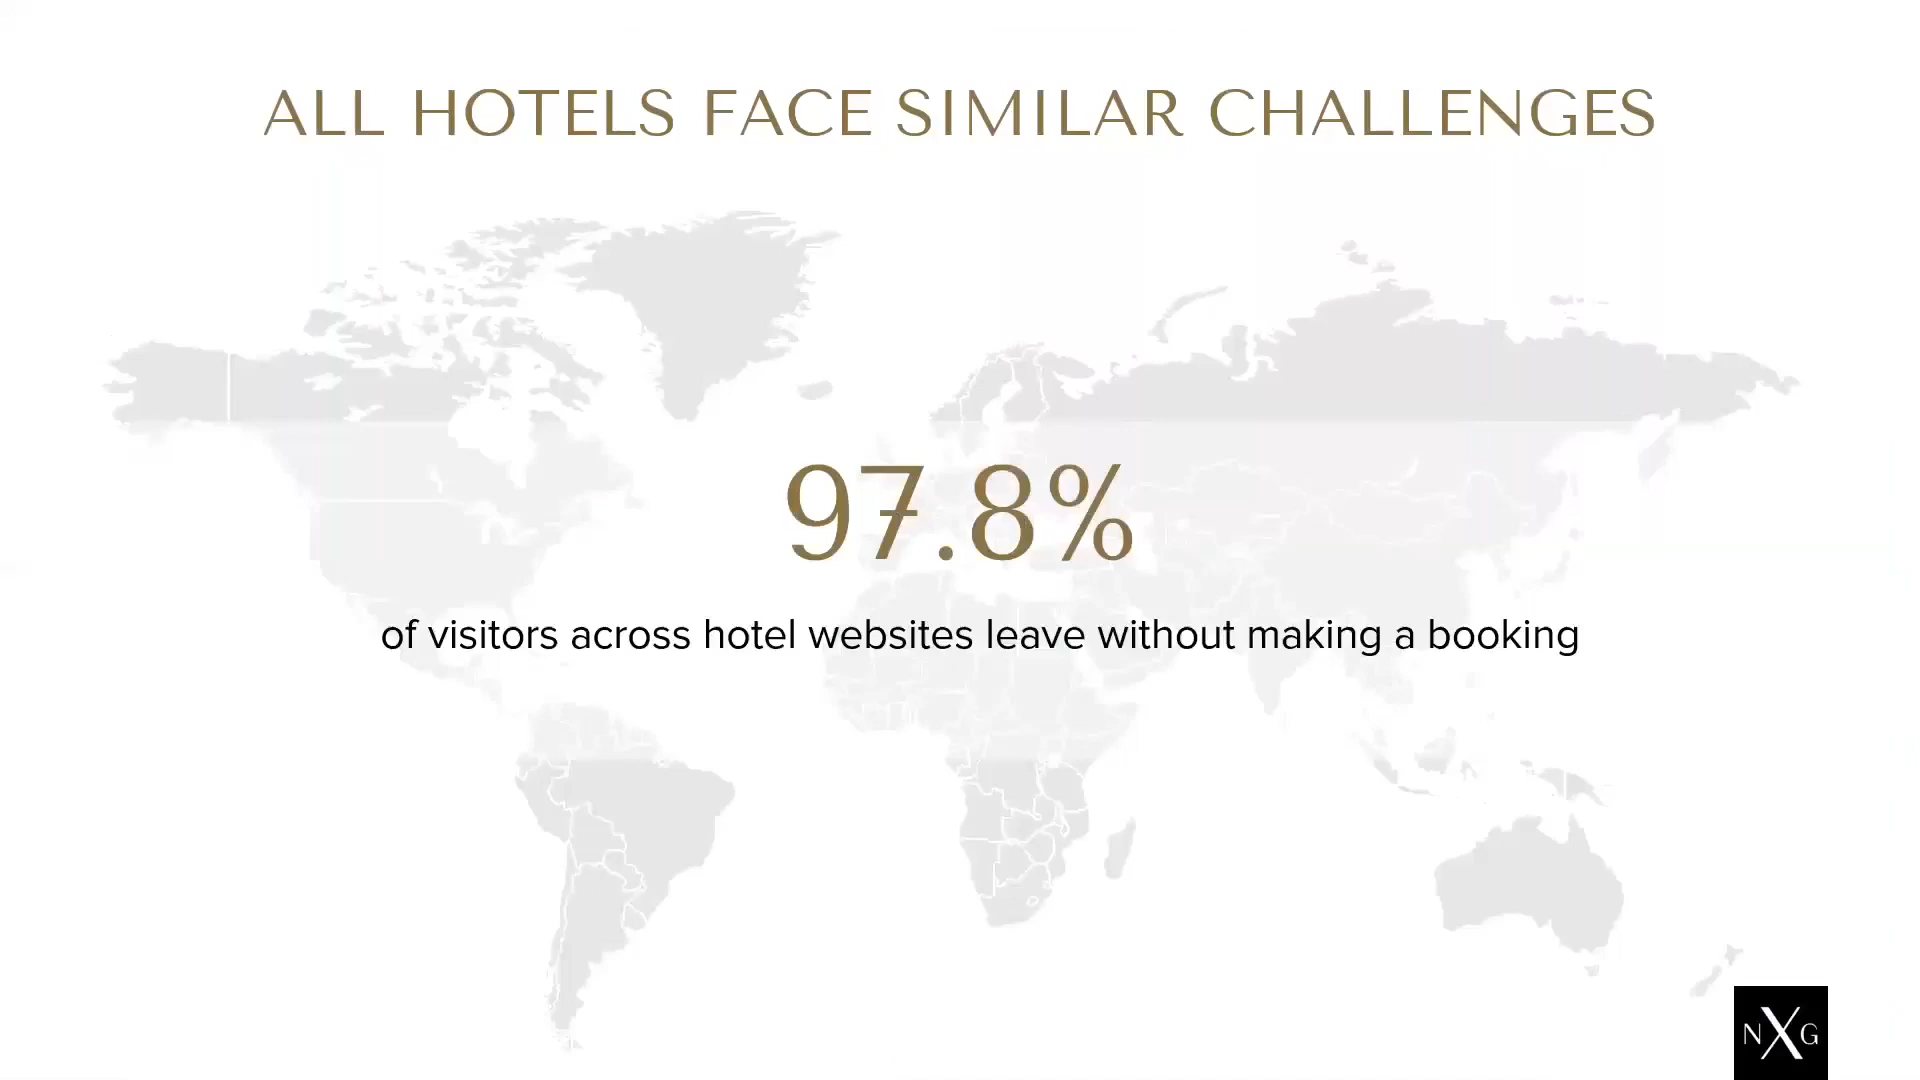 ALL HOTELS FACE SIMILAR CHALLENGES
97.8%
of visitors across hotel websites leave without making a booking
NXG